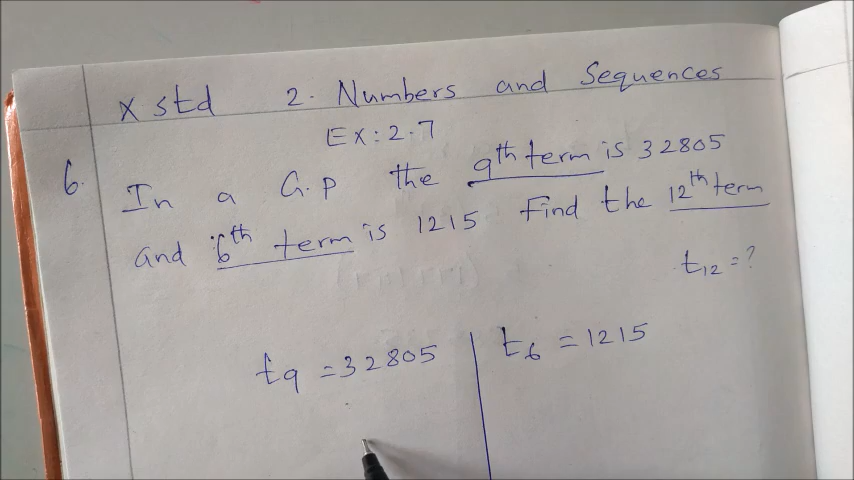 X std 2. Numbers and Sequences
Ex: 2.7
6. In a G.P the 9th term is 32805
and 6th term is 1215 Find the 12th term
t12 = ?
t9 = 32805 t6 = 1215